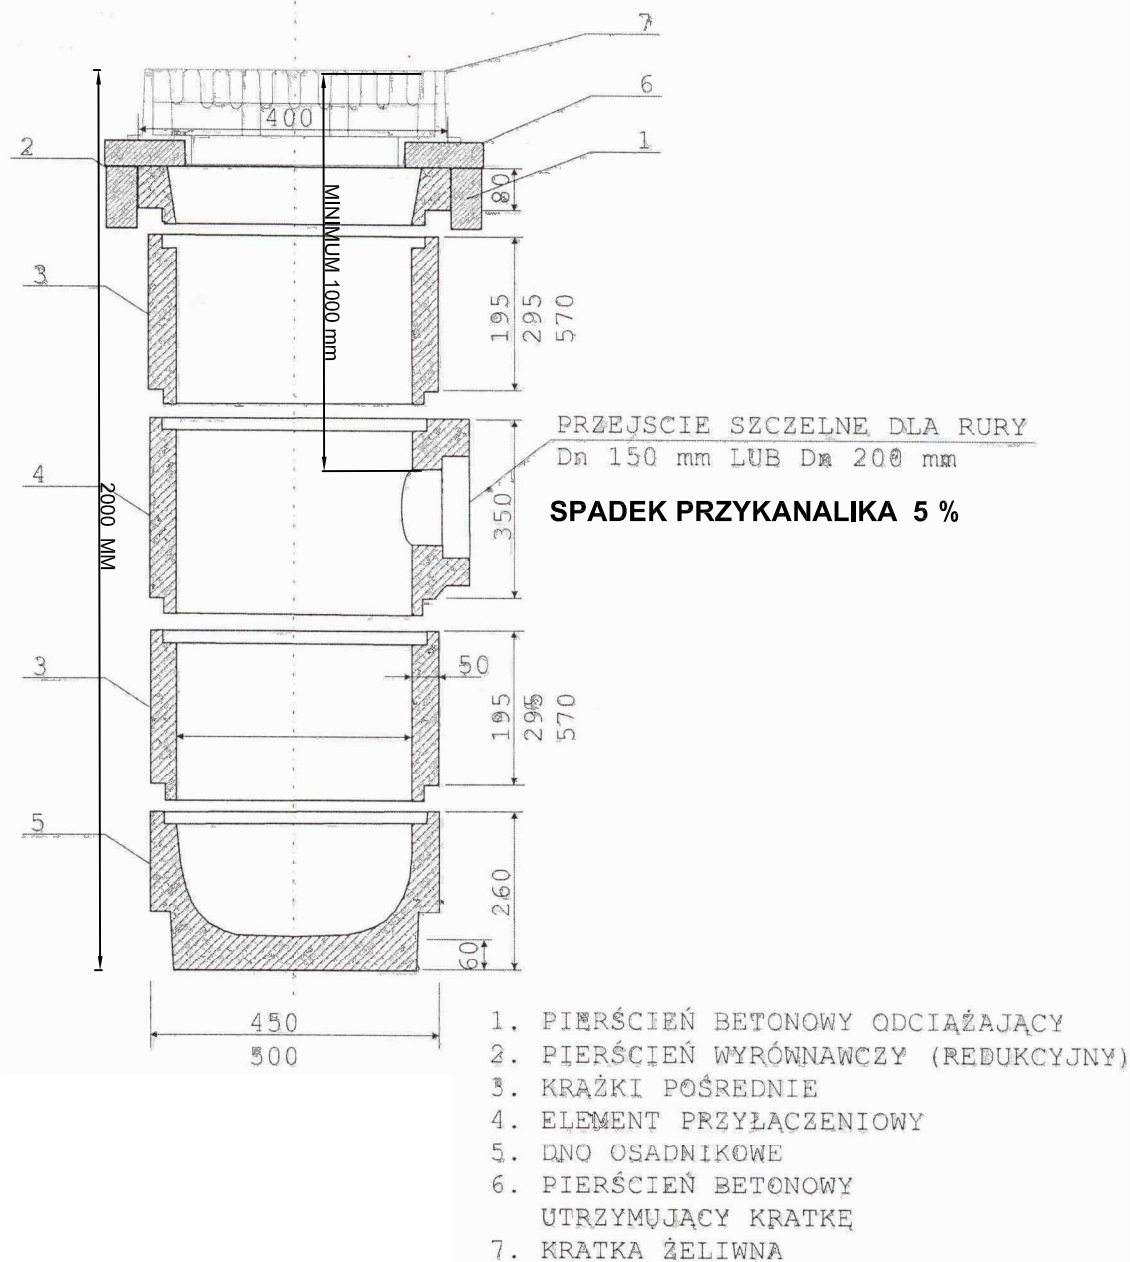 7
6
400
2
1
80
MINIMUM 1000 mm
3
195
295
570
PRZEJSCIE SZCZELNE DLA RURY
Dn 150 mm LUB Dn 200 mm
4
2000 MM
350
SPADEK PRZYKANALIKA 5 %
3
50
195
295
570
5
260
60
450
500
1. PIERŚCIEŃ BETONOWY ODCIĄŻAJĄCY
2. PIERŚCIEŃ WYRÓWNAWCZY (REDUKCYJNY)
3. KRĄŻKI POŚREDNIE
4. ELEMENT PRZYŁĄCZENIOWY
5. DNO OSADNIKOWE
6. PIERŚCIEŃ BETONOWY
UTRZYMUJĄCY KRATKĘ
7. KRATKA ŻELIWNA